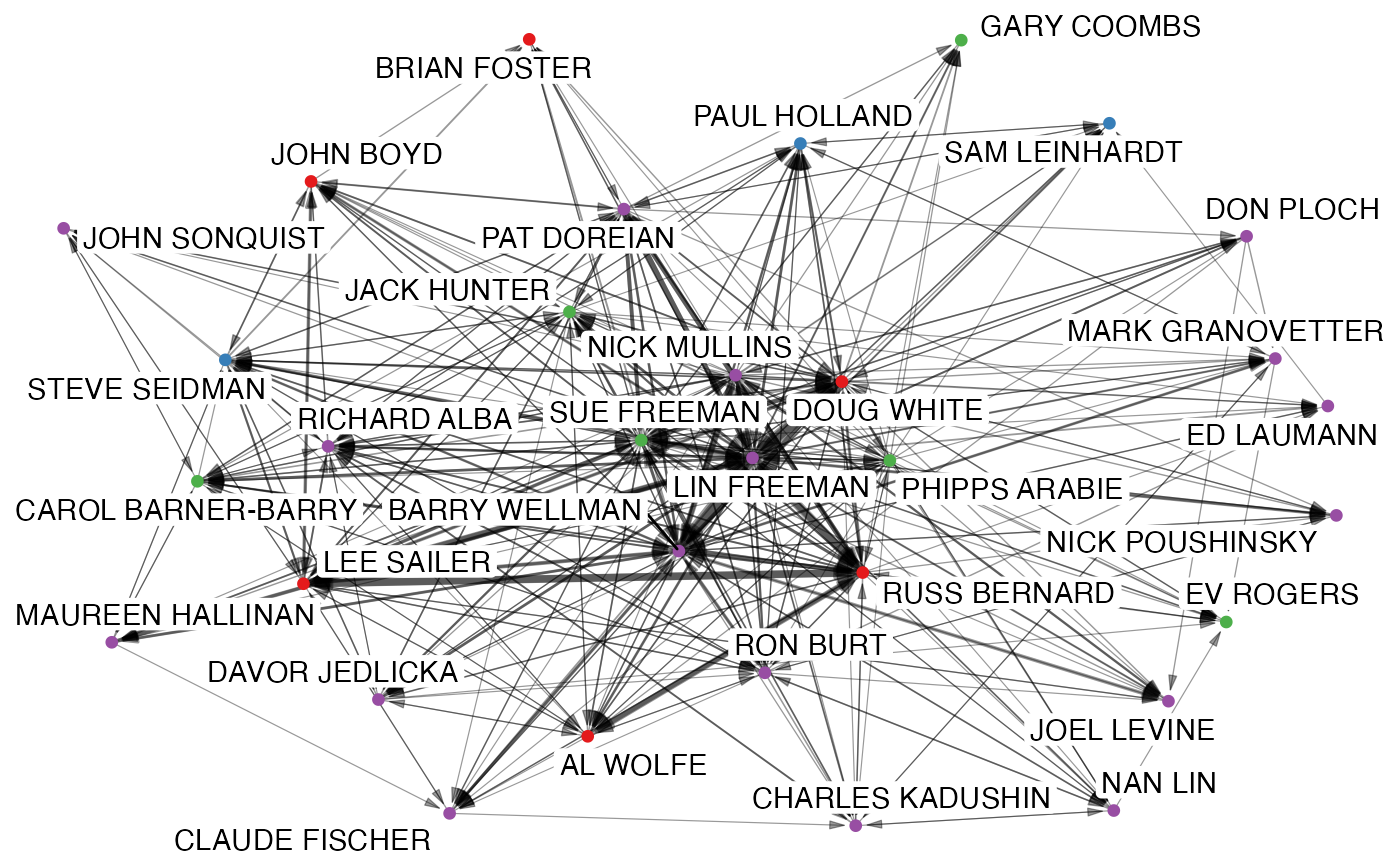 GARY COOMBS
BRIAN FOSTER
PAUL HOLLAND
JOHN BOYD
SAM LEINHARDT
DON PLOCH
JOHN SONQUIST
PAT DOREIAN
JACK HUNTER
MARK GRANOVETTER
NICK MULLINS
STEVE SEIDMAN
RICHARD ALBA
SUE FREEMAN
DOUG WHITE
ED LAUMANN
LIN FREEMAN
PHIPPS ARABIE
CAROL BARNER-BARRY
BARRY WELLMAN
NICK POUSHINSKY
LEE SAILER
RUSS BERNARD
EV ROGERS
MAUREEN HALLINAN
RON BURT
DAVOR JEDLICKA
JOEL LEVINE
AL WOLFE
NAN LIN
CHARLES KADUSHIN
CLAUDE FISCHER